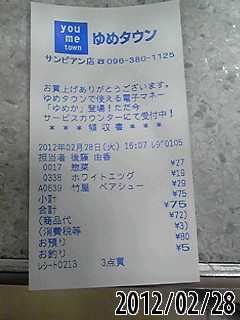 you
me
town
ゆめタウン
サンピアン店 ☎096-380-1125
お買上げありがとうございます。
ゆめタウンで使える電子マネー
「ゆめか」登場!ただ今
サービスカウンターにて受付中!
*** 領収書 ***
2012年02月28日(火) 16:07 レジ0105
担当者 後藤 由香
0017 惣菜 ¥27
0338 ホワイトエッグ ¥19
A0639 竹屋 ペアシュー ¥29
小計 ¥75
合計 ¥75
(商品代 ¥72)
(消費税等 ¥3)
お預り ¥80
お釣り ¥5
レシート0213 3点買
2012/02/28